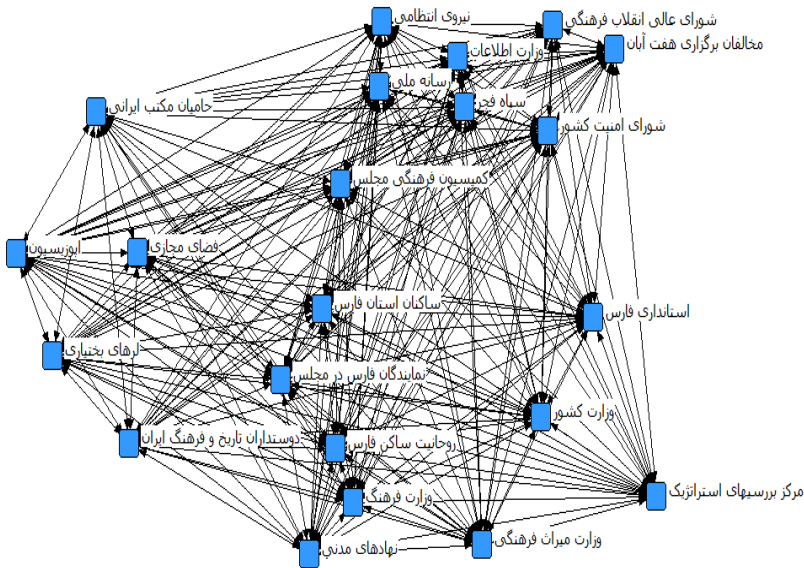 نیروی انتظامی
شورای عالی انقلاب فرهنگی
مخالفان برگزاری هفت آبان
وزارت اطلاعات
رسانه ملی
سپاه فجر
حامیان مکتب ایرانی
شورای امنیت کشور
کمیسیون فرهنگی مجلس
فضای مجازی
اپوزیسیون
ساکنان استان فارس
استانداری فارس
لرهای بختیاری
نمایندگان فارس در مجلس
وزارت کشور
دوستداران تاریخ و فرهنگ ایران
روحانیت ساکن فارس
مرکز بررسیهای استراتژیک
وزارت فرهنگ
وزارت میراث فرهنگی
نهادهای مدنی